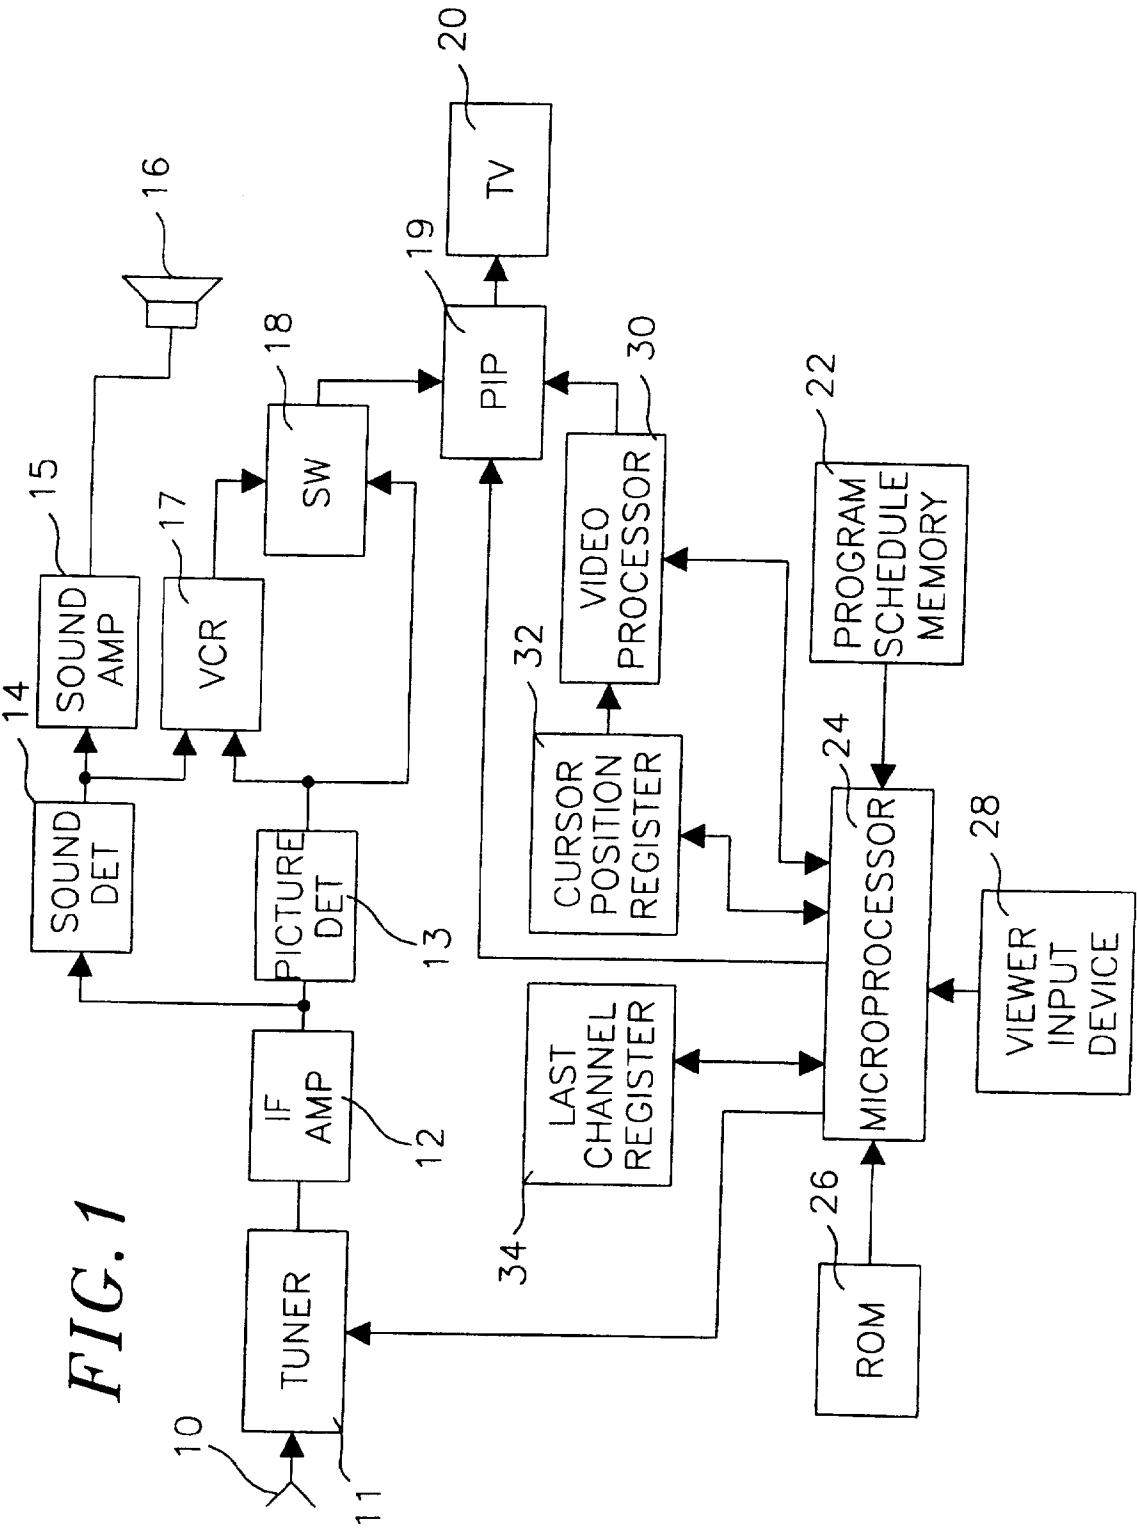 FIG. 1
10
TUNER
11
IF
AMP
12
PICTURE
DET
13
SOUND
DET
14
SOUND
AMP
15
16
VCR
17
SW
18
PIP
19
TV
20
LAST
CHANNEL
REGISTER
34
CURSOR
POSITION
REGISTER
32
VIDEO
PROCESSOR
30
ROM
26
MICROPROCESSOR
24
PROGRAM
SCHEDULE
MEMORY
22
VIEWER
INPUT
DEVICE
28